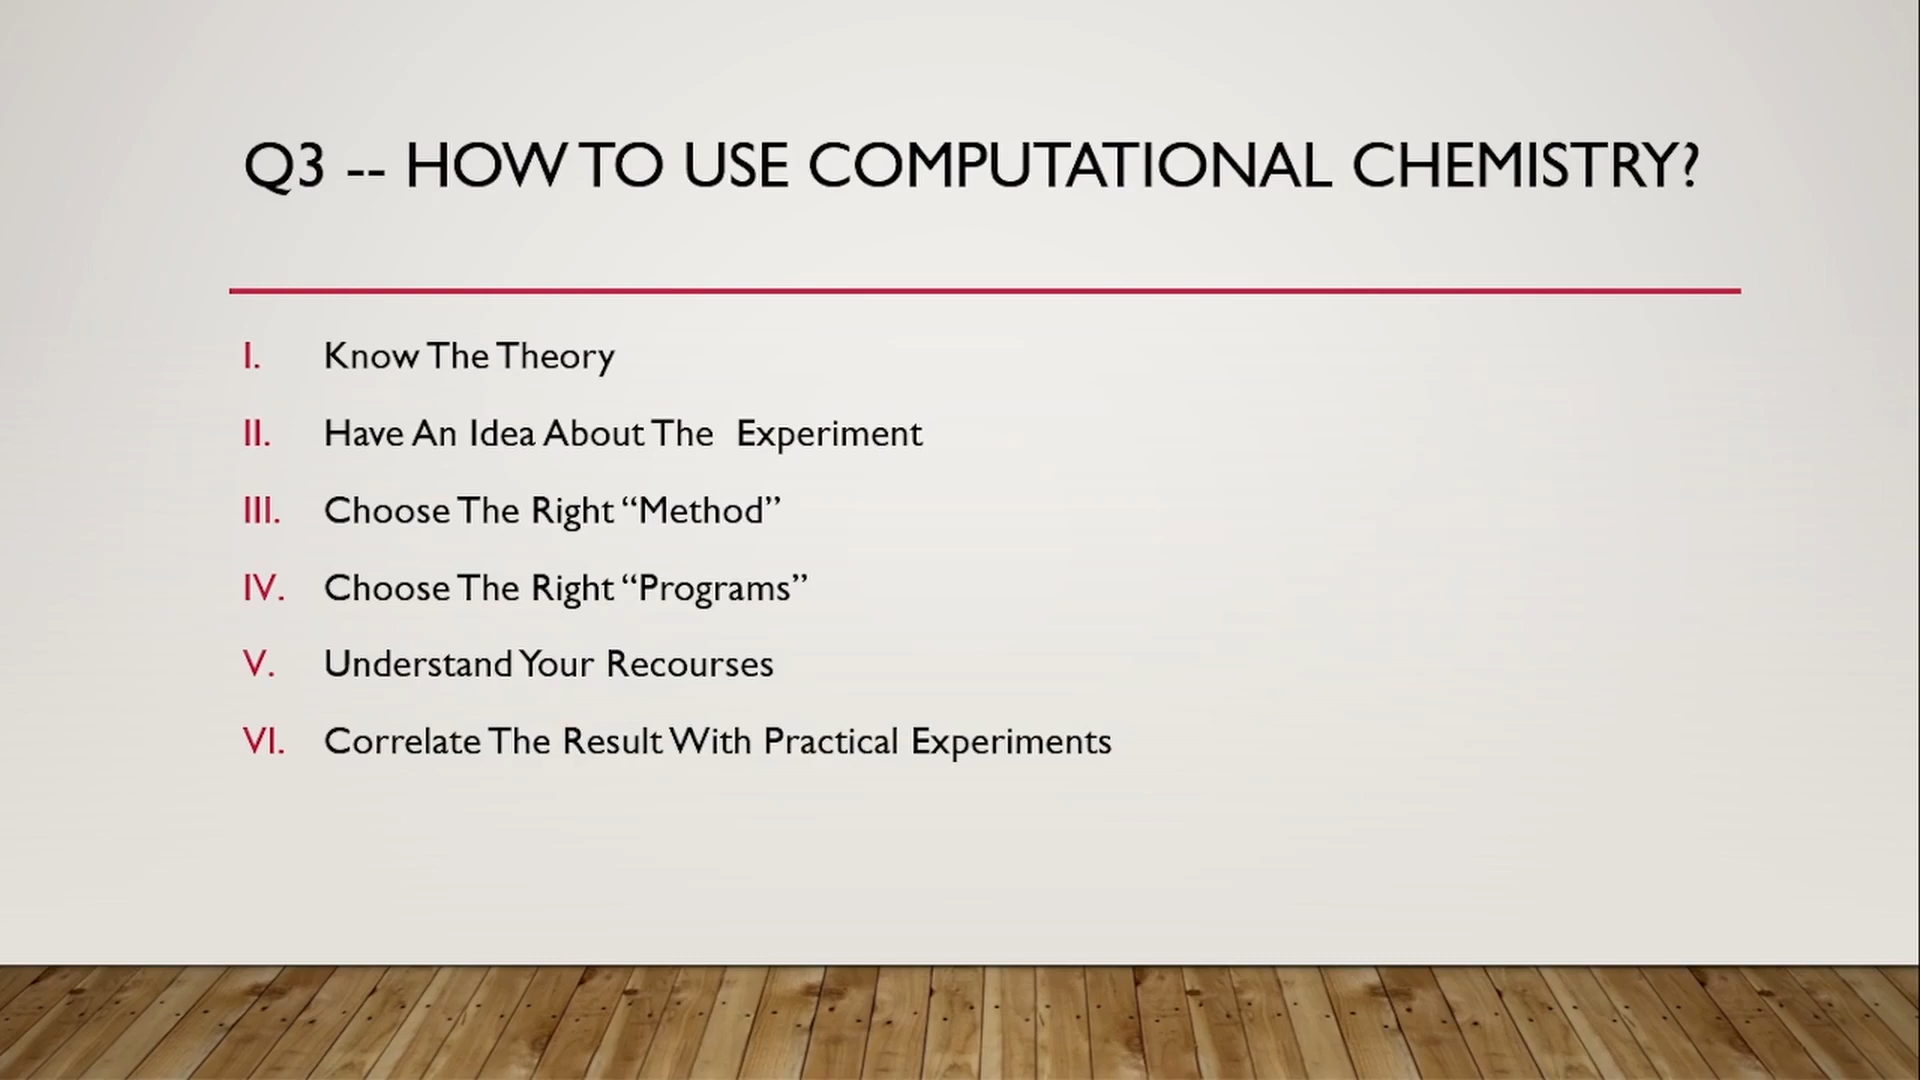 Q3 -- HOW TO USE COMPUTATIONAL CHEMISTRY?
I. Know The Theory
II. Have An Idea About The Experiment
III. Choose The Right “Method”
IV. Choose The Right “Programs”
V. Understand Your Recourses
VI. Correlate The Result With Practical Experiments